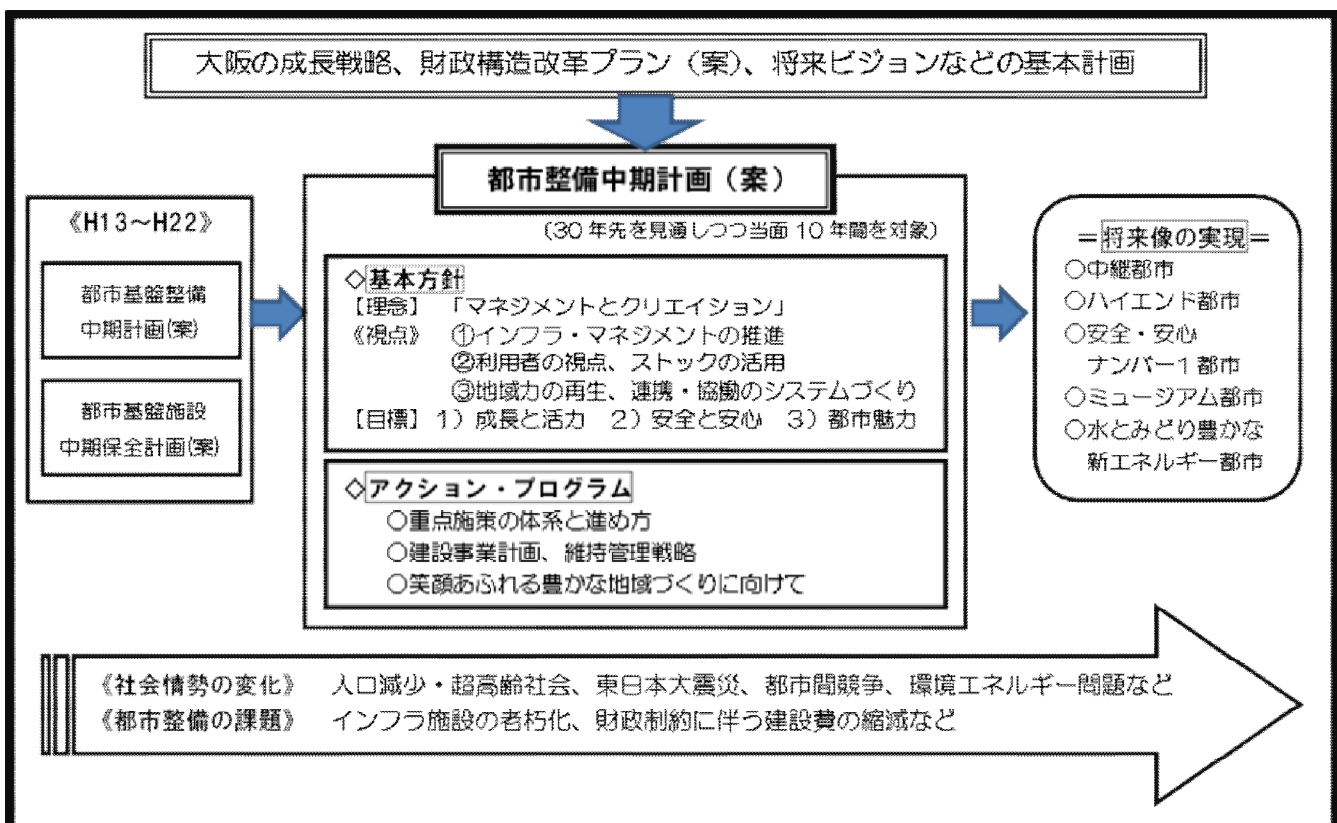 大阪の成長戦略、財政構造改革プラン（案）、将来ビジョンなどの基本計画
都市整備中期計画（案）
（30年先を見通しつつ当面10年間を対象）
《H13～H22》
都市基盤整備
中期計画(案)
都市基盤施設
中期保全計画(案)
◇基本方針
【理念】　「マネジメントとクリエイション」
《視点》　①インフラ・マネジメントの推進
②利用者の視点、ストックの活用
③地域力の再生、連携・協働のシステムづくり
【目標】１）成長と活力　２）安全と安心　３）都市魅力
◇アクション・プログラム
○重点施策の体系と進め方
○建設事業計画、維持管理戦略
○笑顔あふれる豊かな地域づくりに向けて
＝将来像の実現＝
○中継都市
○ハイエンド都市
○安全・安心
ナンバー１都市
○ミュージアム都市
○水とみどり豊かな
新エネルギー都市
《社会情勢の変化》　人口減少・超高齢社会、東日本大震災、都市間競争、環境エネルギー問題など
《都市整備の課題》　インフラ施設の老朽化、財政制約に伴う建設費の縮減など